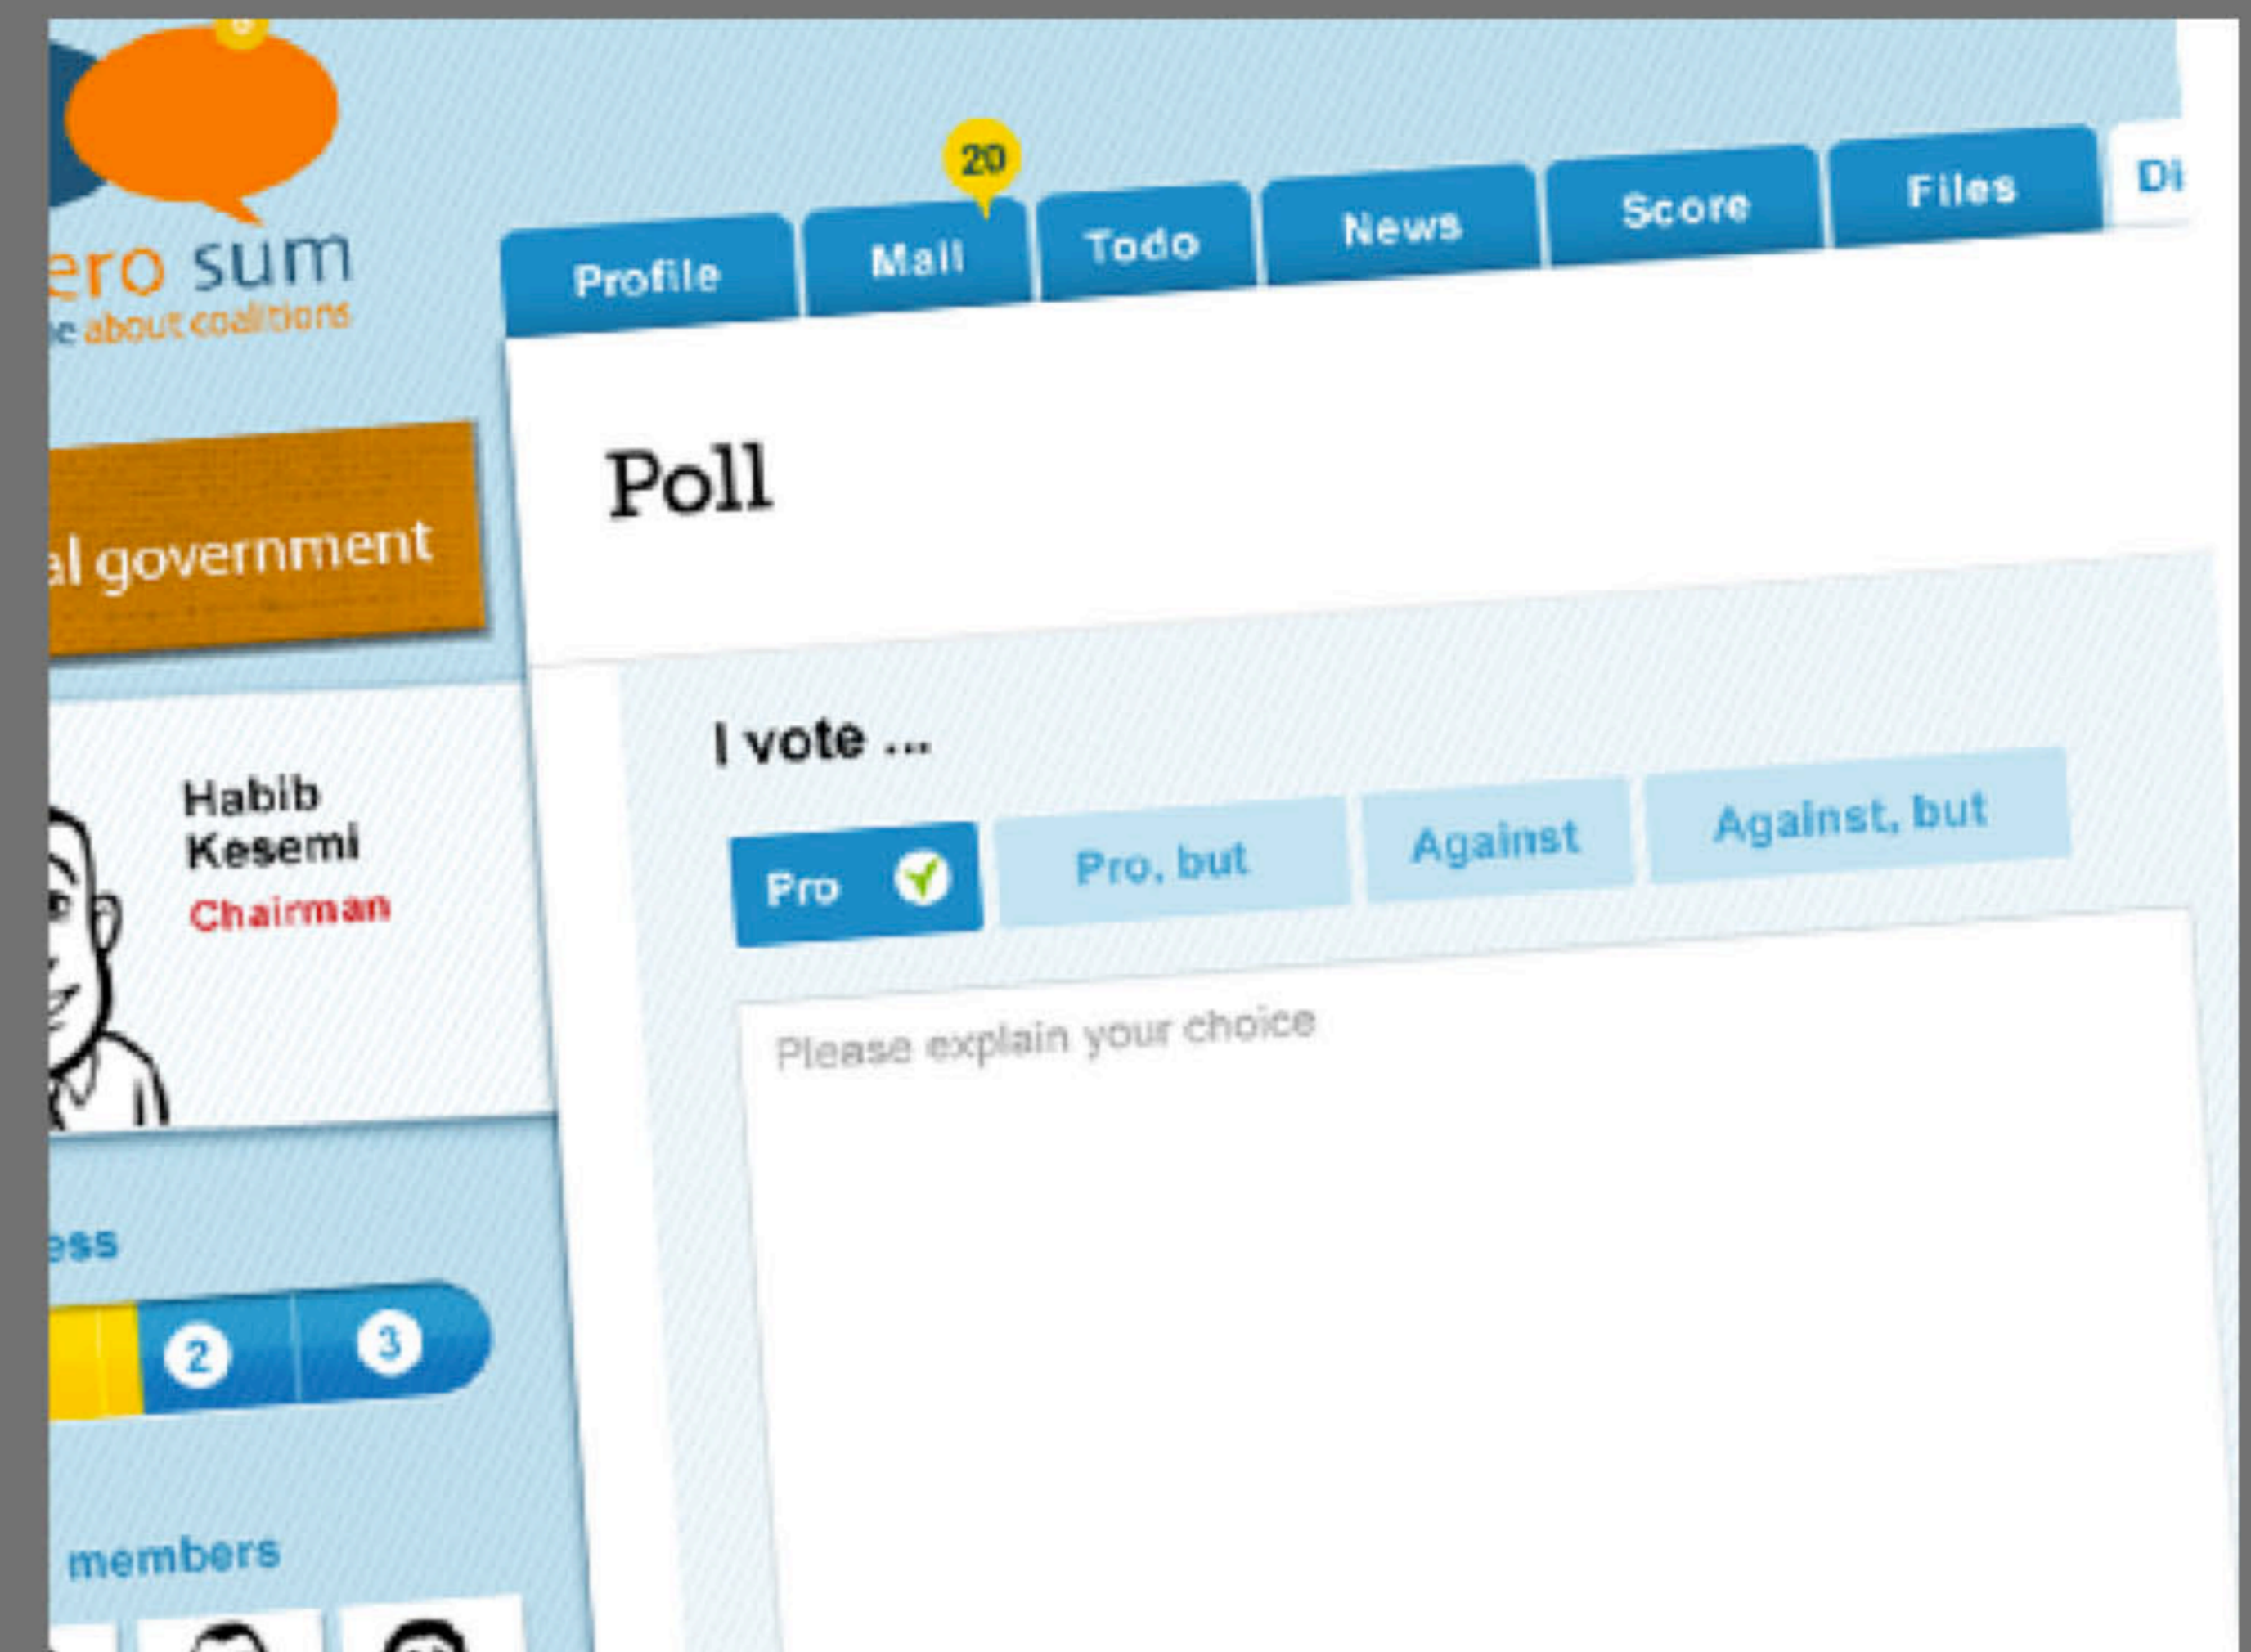 ero sum
e about coalitions
20
Profile
Mail
Todo
News
Score
Files
Di
al government
Poll
Habib
Kesemi
Chairman
I vote ...
Pro
Pro, but
Against
Against, but
Please explain your choice
ess
2
3
members